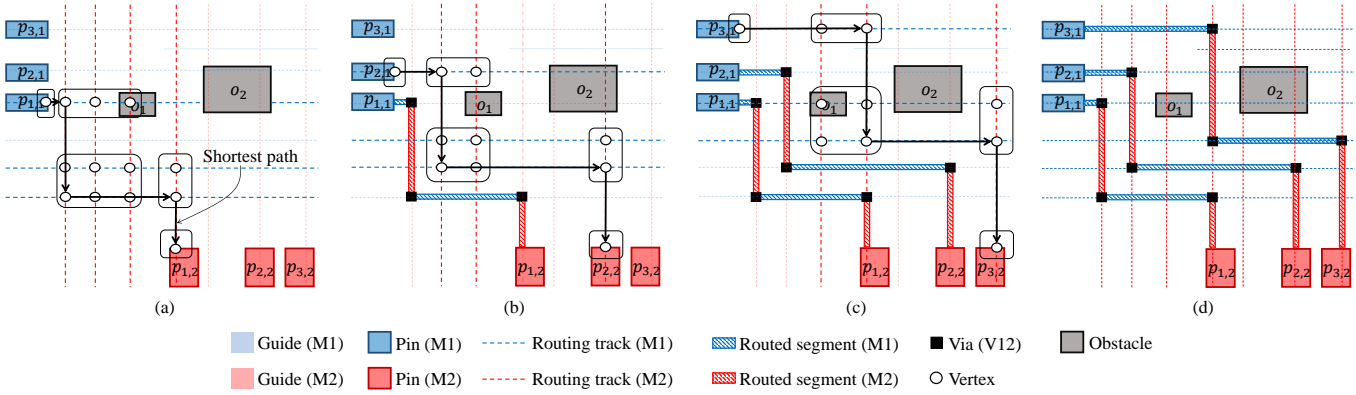 p3,1
p2,1
p1,1
o1
o2
Shortest path
p1,2
p2,2
p3,2
(a)
p3,1
p2,1
p1,1
o1
o2
p1,2
p2,2
p3,2
(b)
p3,1
p2,1
p1,1
o1
o2
p1,2
p2,2
p3,2
(c)
p3,1
p2,1
p1,1
o1
o2
p1,2
p2,2
p3,2
(d)
Guide (M1) Pin (M1) Routing track (M1) Routed segment (M1) Via (V12) Obstacle
Guide (M2) Pin (M2) Routing track (M2) Routed segment (M2) Vertex